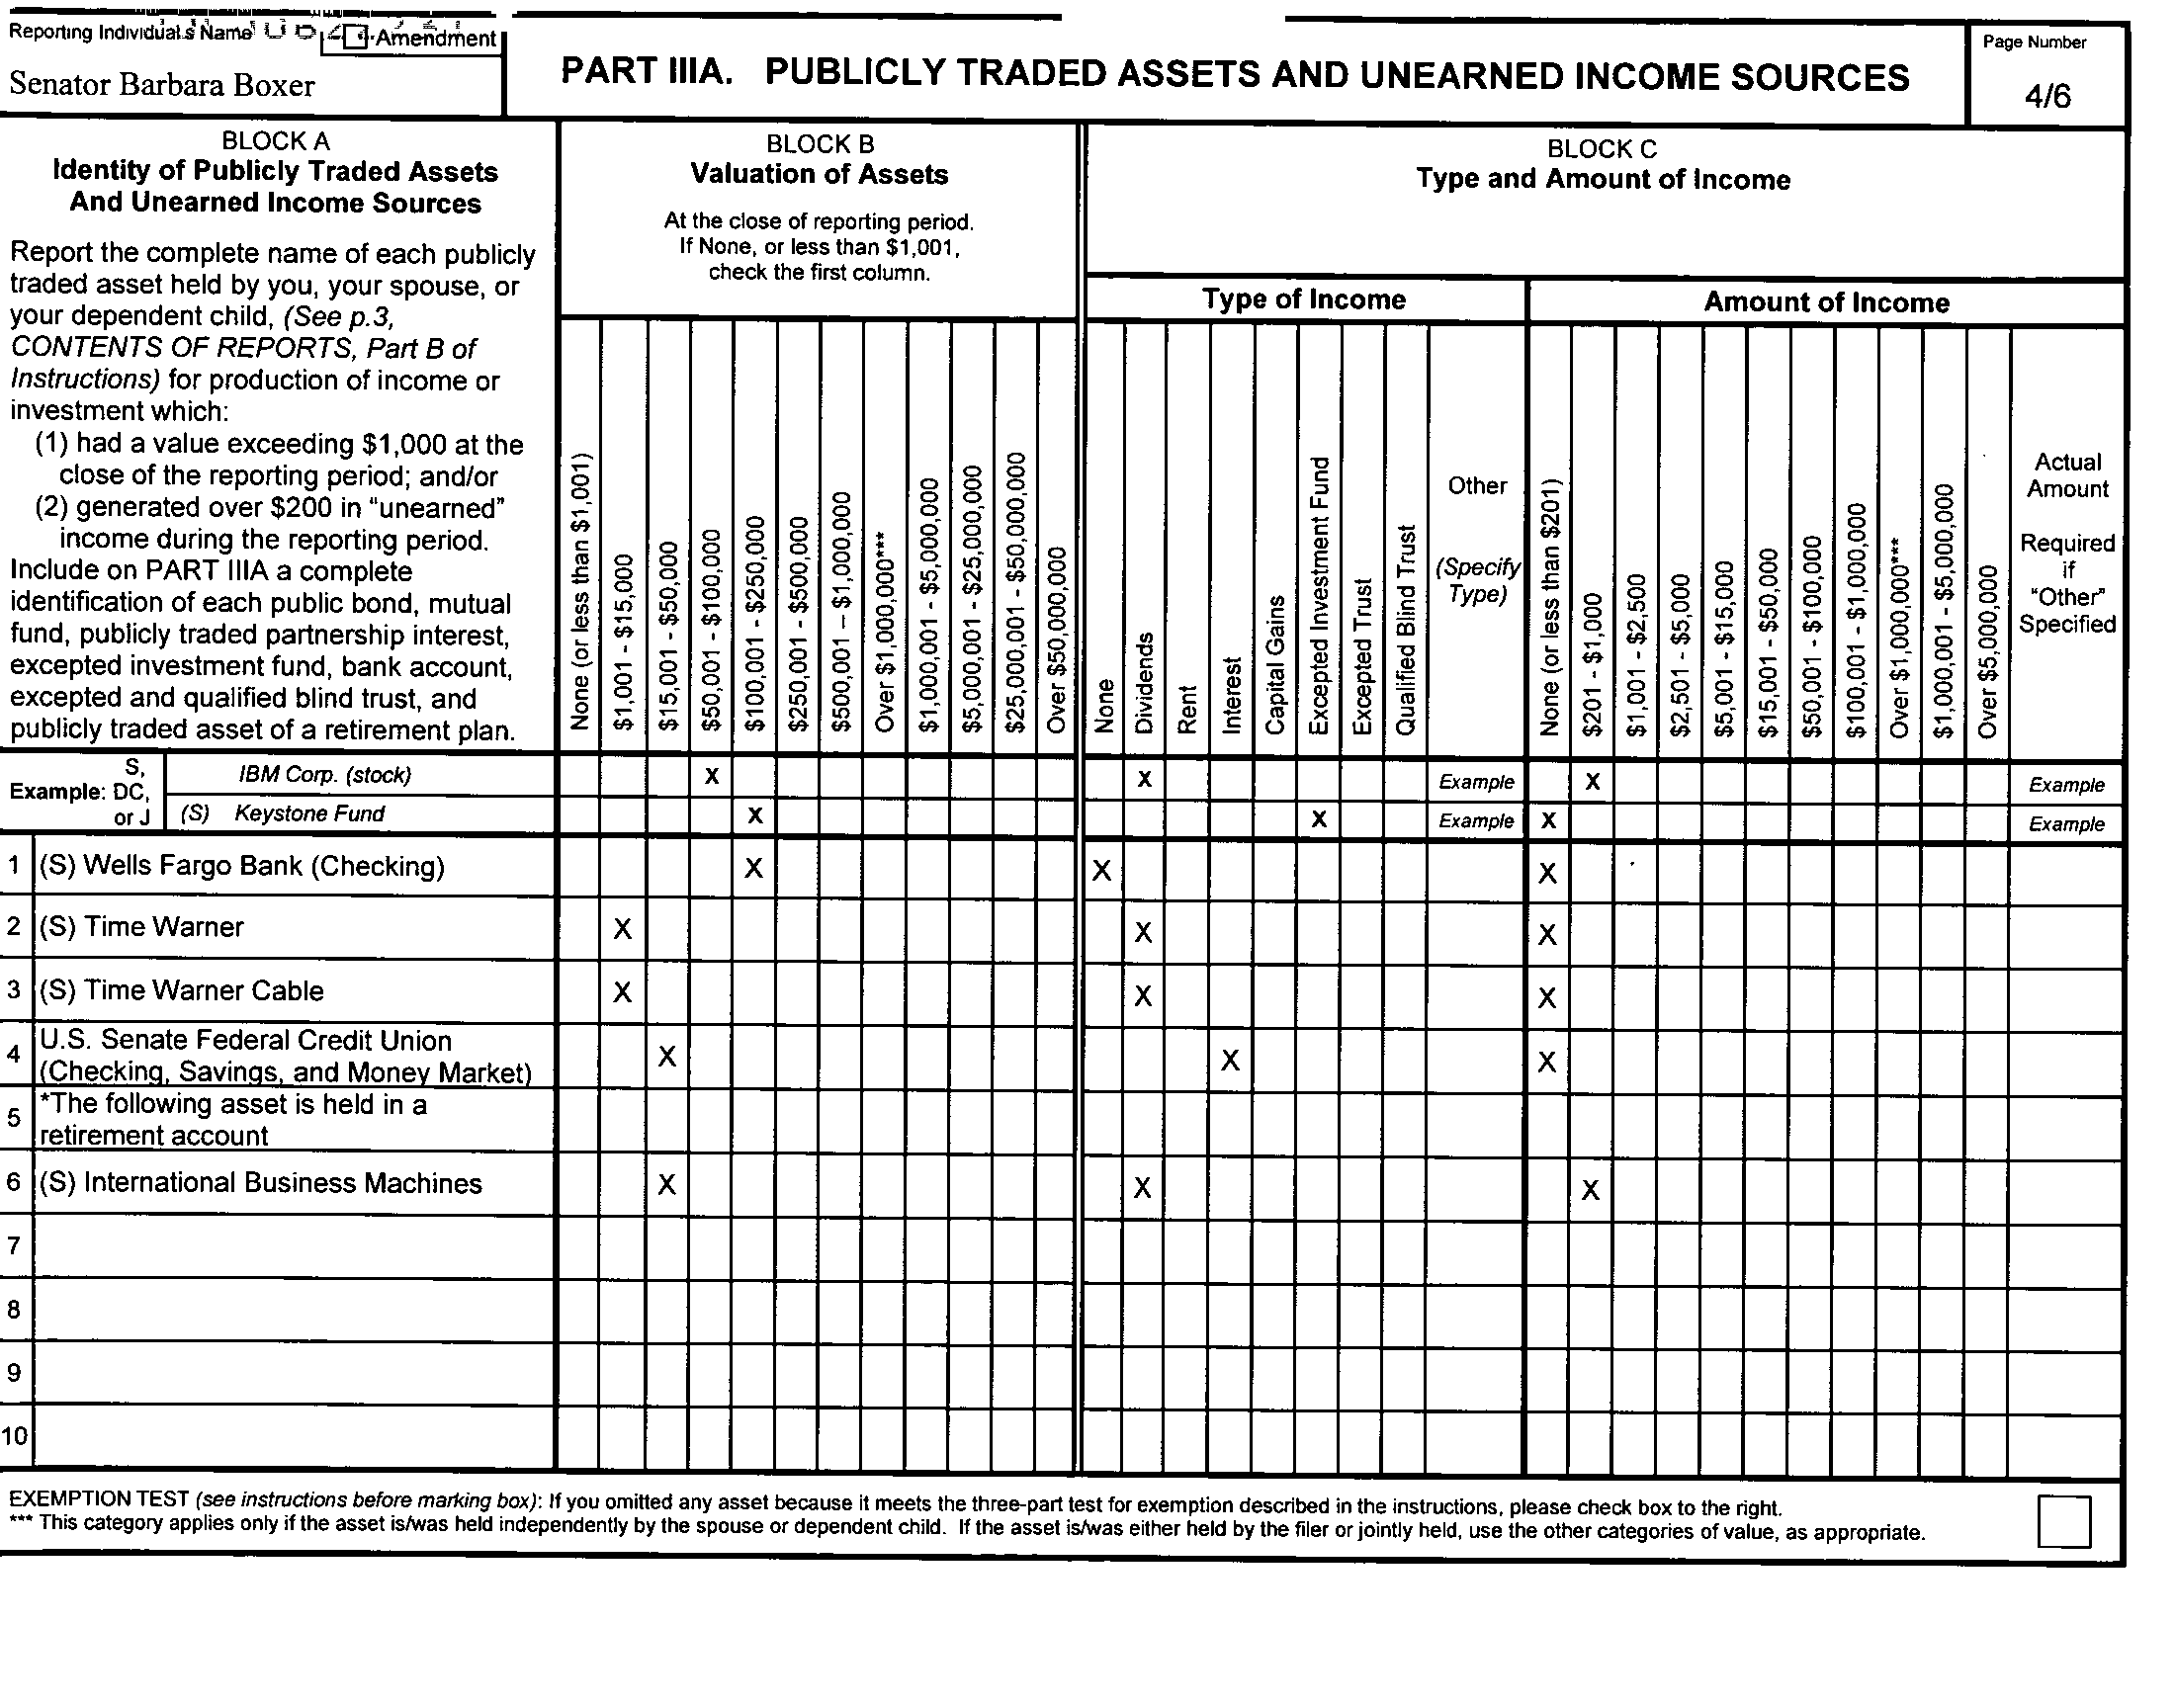 Reporting Individual's Name
Amendment
Senator Barbara Boxer
PART IIIA. PUBLICLY TRADED ASSETS AND UNEARNED INCOME SOURCES
Page Number
4/6
BLOCK A
Identity of Publicly Traded Assets
And Unearned Income Sources
Report the complete name of each publicly
traded asset held by you, your spouse, or
your dependent child, (See p.3,
CONTENTS OF REPORTS, Part B of
Instructions) for production of income or
investment which:
(1) had a value exceeding $1,000 at the
close of the reporting period; and/or
(2) generated over $200 in "unearned"
income during the reporting period.
Include on PART IIIA a complete
identification of each public bond, mutual
fund, publicly traded partnership interest,
excepted investment fund, bank account,
excepted and qualified blind trust, and
publicly traded asset of a retirement plan.
BLOCK B
Valuation of Assets
At the close of reporting period.
If None, or less than $1,001,
check the first column.
None (or less than $1,001)
$1,001 - $15,000
$15,001 - $50,000
$50,001 - $100,000
$100,001 - $250,000
$250,001 - $500,000
$500,001 – $1,000,000
Over $1,000,000***
$1,000,001 - $5,000,000
$5,000,001 - $25,000,000
$25,000,001 - $50,000,000
Over $50,000,000
BLOCK C
Type and Amount of Income
Type of Income
None
Dividends
Rent
Interest
Capital Gains
Excepted Investment Fund
Excepted Trust
Qualified Blind Trust
Other
(Specify
Type)
Amount of Income
None (or less than $201)
$201 - $1,000
$1,001 - $2,500
$2,501 - $5,000
$5,001 - $15,000
$15,001 - $50,000
$50,001 - $100,000
$100,001 - $1,000,000
Over $1,000,000***
$1,000,001 - $5,000,000
Over $5,000,000
Actual
Amount
Required
if
"Other"
Specified
Example: S, DC, or J
IBM Corp. (stock) X X Example X Example
(S) Keystone Fund X X Example X Example
1 (S) Wells Fargo Bank (Checking) X X X
2 (S) Time Warner X X X
3 (S) Time Warner Cable X X X
4 U.S. Senate Federal Credit Union
(Checking, Savings, and Money Market) X X X
5 *The following asset is held in a
retirement account
6 (S) International Business Machines X X X
7
8
9
10
EXEMPTION TEST (see instructions before marking box): If you omitted any asset because it meets the three-part test for exemption described in the instructions, please check box to the right.
*** This category applies only if the asset is/was held independently by the spouse or dependent child. If the asset is/was either held by the filer or jointly held, use the other categories of value, as appropriate.